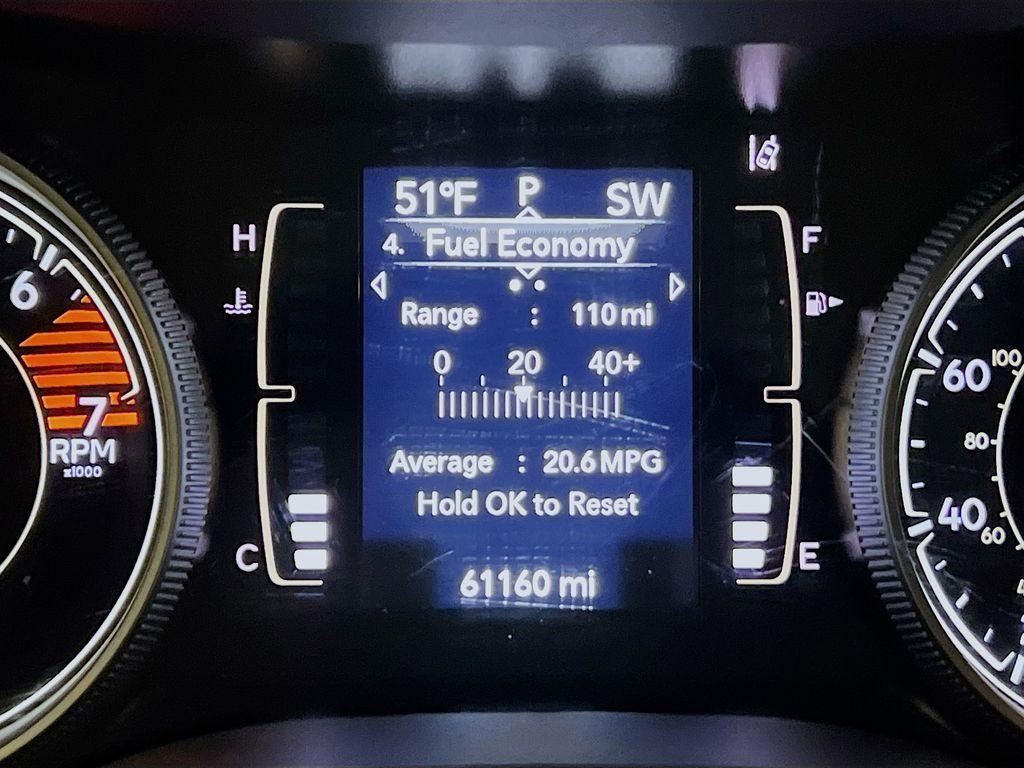 51°F P SW
4. Fuel Economy
H
F
Range : 110 mi
6
0 20 40+
100
60
7
RPM
x1000
80
Average : 20.6 MPG
Hold OK to Reset
40
60
C
E
61160 mi